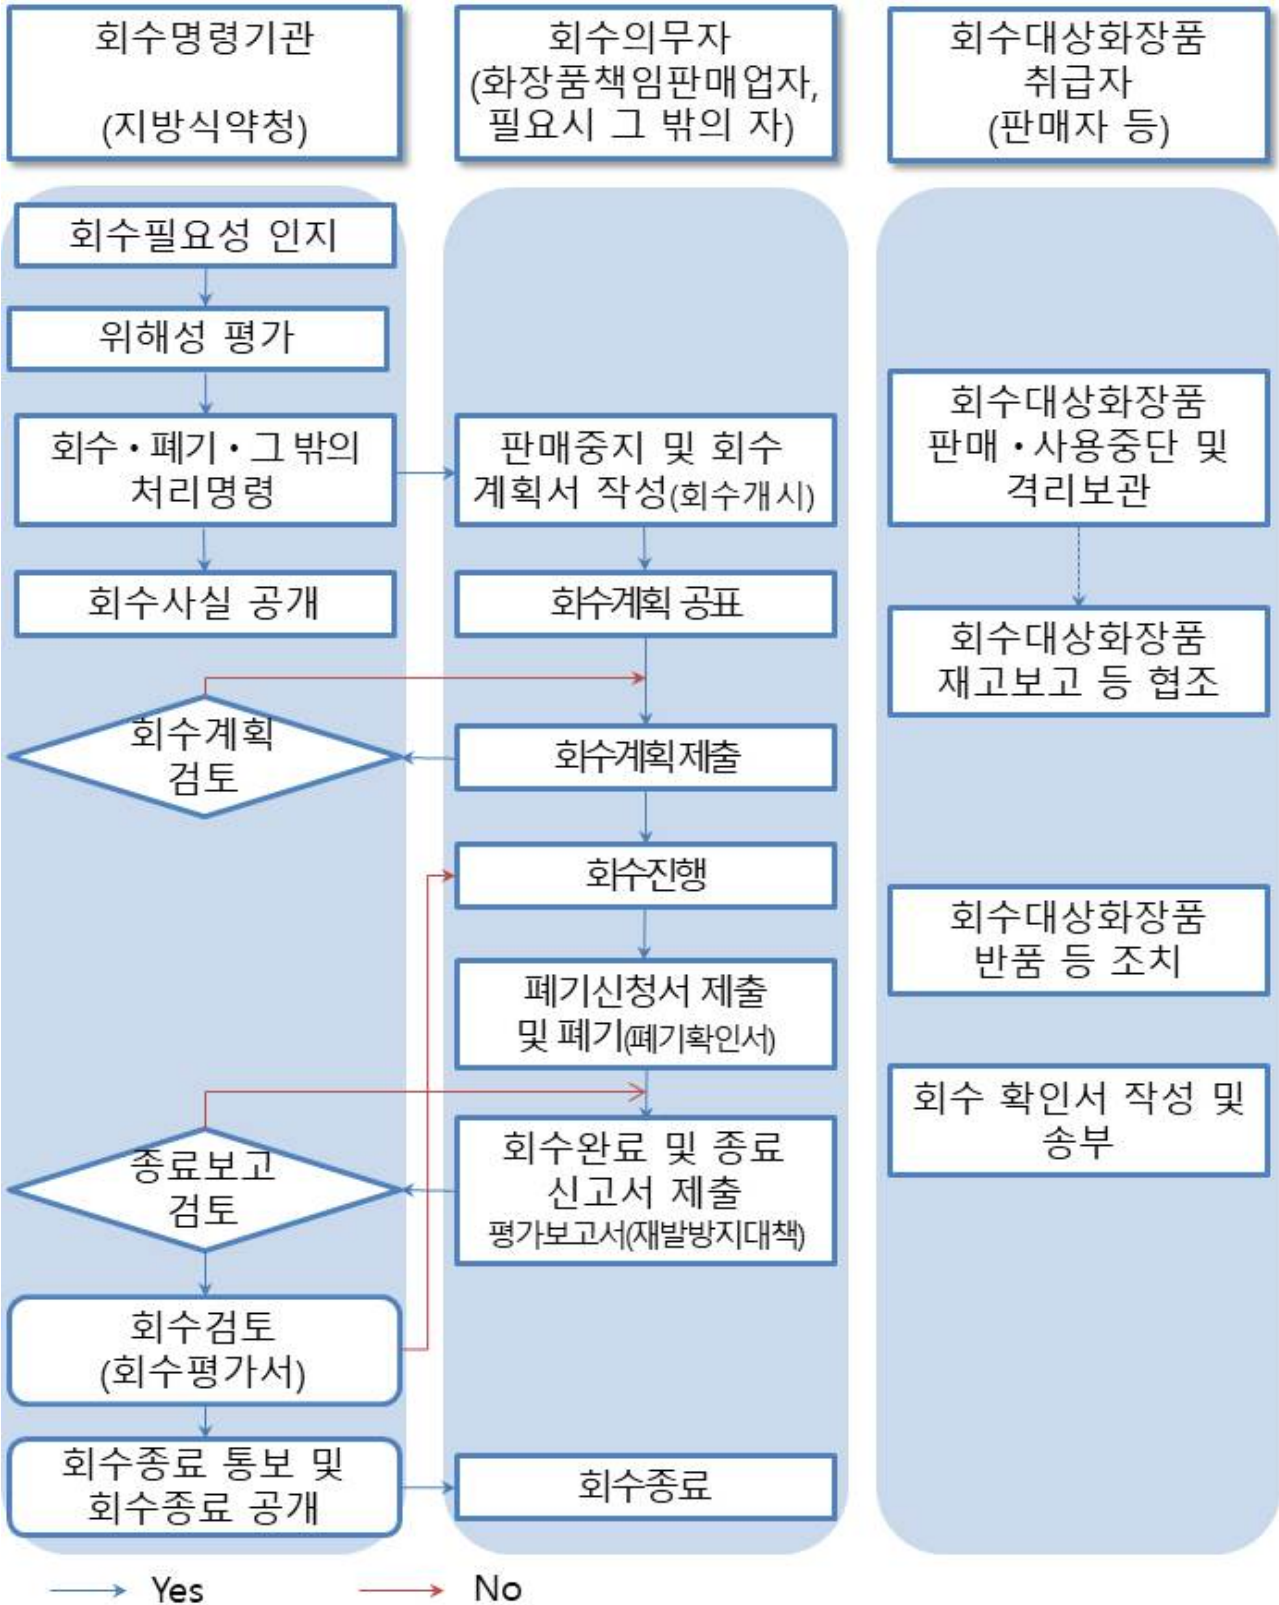 회수명령기관
(지방식약청)
회수의무자
(화장품책임판매업자,
필요시 그 밖의 자)
회수대상화장품
취급자
(판매자 등)
회수필요성 인지
위해성 평가
회수・폐기・그 밖의
처리명령
회수사실 공개
회수계획
검토
종료보고
검토
회수검토
(회수평가서)
회수종료 통보 및
회수종료 공개
판매중지 및 회수
계획서 작성(회수개시)
회수계획 공표
회수계획 제출
회수진행
폐기신청서 제출
및 폐기(폐기확인서)
회수완료 및 종료
신고서 제출
평가보고서(재발방지대책)
회수종료
회수대상화장품
판매・사용중단 및
격리보관
회수대상화장품
재고보고 등 협조
회수대상화장품
반품 등 조치
회수 확인서 작성 및
송부
Yes
No